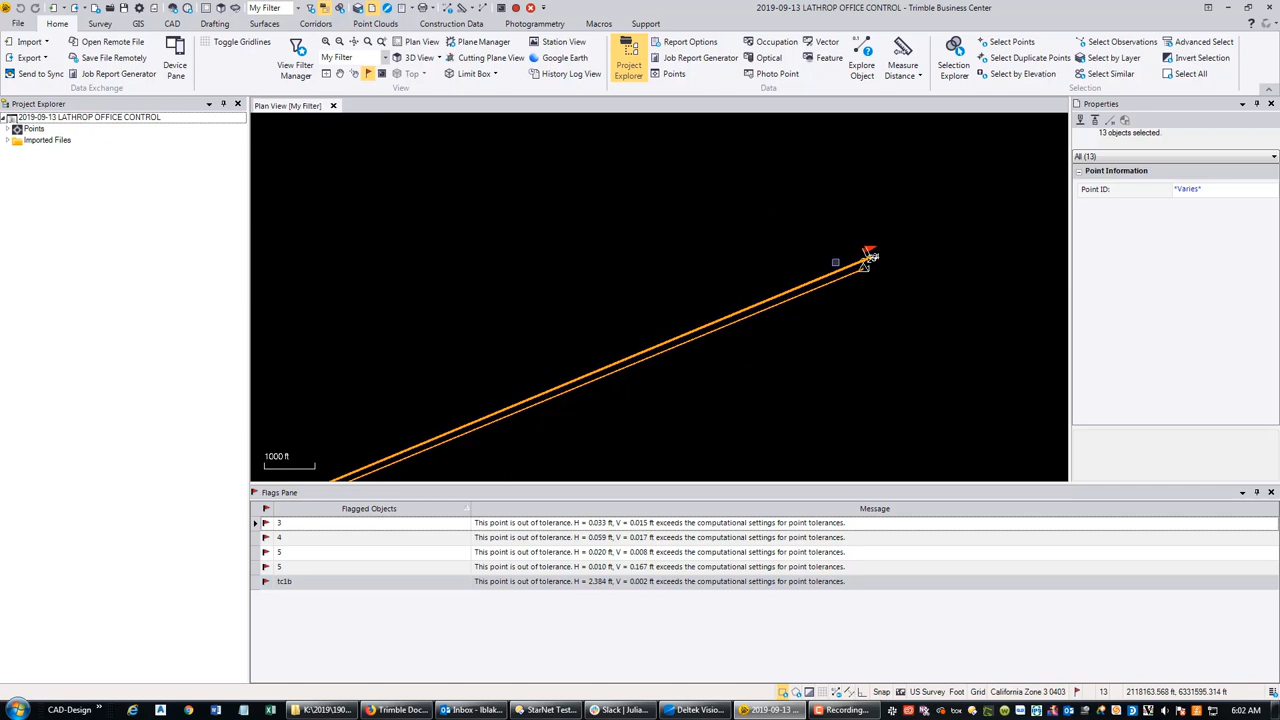 My Filter
2019-09-13 LATHROP OFFICE CONTROL - Trimble Business Center
File Home Survey GIS CAD Drafting Surfaces Corridors Point Clouds Construction Data Photogrammetry Macros Support
Import Open Remote File Toggle Gridlines Plan View Plane Manager Station View Report Options Occupation Vector Select Points Select Observations Advanced Select
Export Save File Remotely My Filter 3D View Cutting Plane View Google Earth Job Report Generator Optical Feature Select Duplicate Points Select by Layer Invert Selection
Send to Sync Job Report Generator Device Pane View Filter Manager Top Limit Box History Log View Project Explorer Points Photo Point Explore Object Measure Distance Selection Explorer Select by Elevation Select Similar Select All
Data Exchange View Data Selection
Project Explorer
Plan View [My Filter]
Properties
2019-09-13 LATHROP OFFICE CONTROL
Points
Imported Files
13 objects selected.
All (13)
Point Information
Point ID: *Varies*
1000 ft
Flags Pane
Flagged Objects Message
3 This point is out of tolerance. H = 0.033 ft, V = 0.015 ft exceeds the computational settings for point tolerances.
4 This point is out of tolerance. H = 0.059 ft, V = 0.017 ft exceeds the computational settings for point tolerances.
5 This point is out of tolerance. H = 0.020 ft, V = 0.008 ft exceeds the computational settings for point tolerances.
5 This point is out of tolerance. H = 0.010 ft, V = 0.167 ft exceeds the computational settings for point tolerances.
tc1b This point is out of tolerance. H = 2.384 ft, V = 0.002 ft exceeds the computational settings for point tolerances.
Snap US Survey Foot Grid California Zone 3 0403 13 2118163.568 ft, 6331595.314 ft
CAD-Design K:\2019\190... Trimble Doc... Inbox - lblak... StarNet Test... Slack | Julia... Deltek Visio... 2019-09-13 ... Recording... 6:02 AM